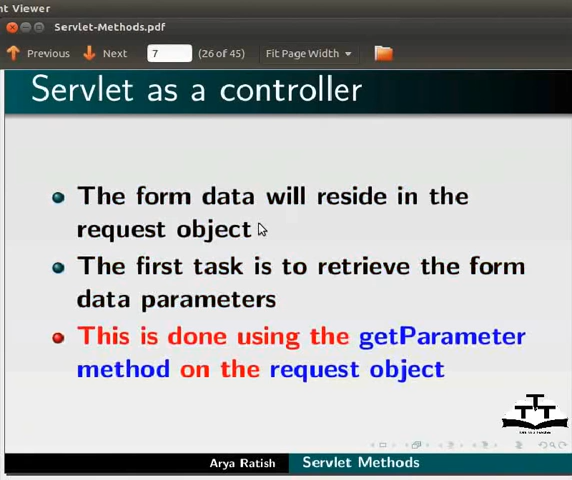 nt Viewer
Servlet-Methods.pdf
Previous Next 7 (26 of 45) Fit Page Width
Servlet as a controller
The form data will reside in the
request object
The first task is to retrieve the form
data parameters
This is done using the getParameter
method on the request object
Arya Ratish Servlet Methods